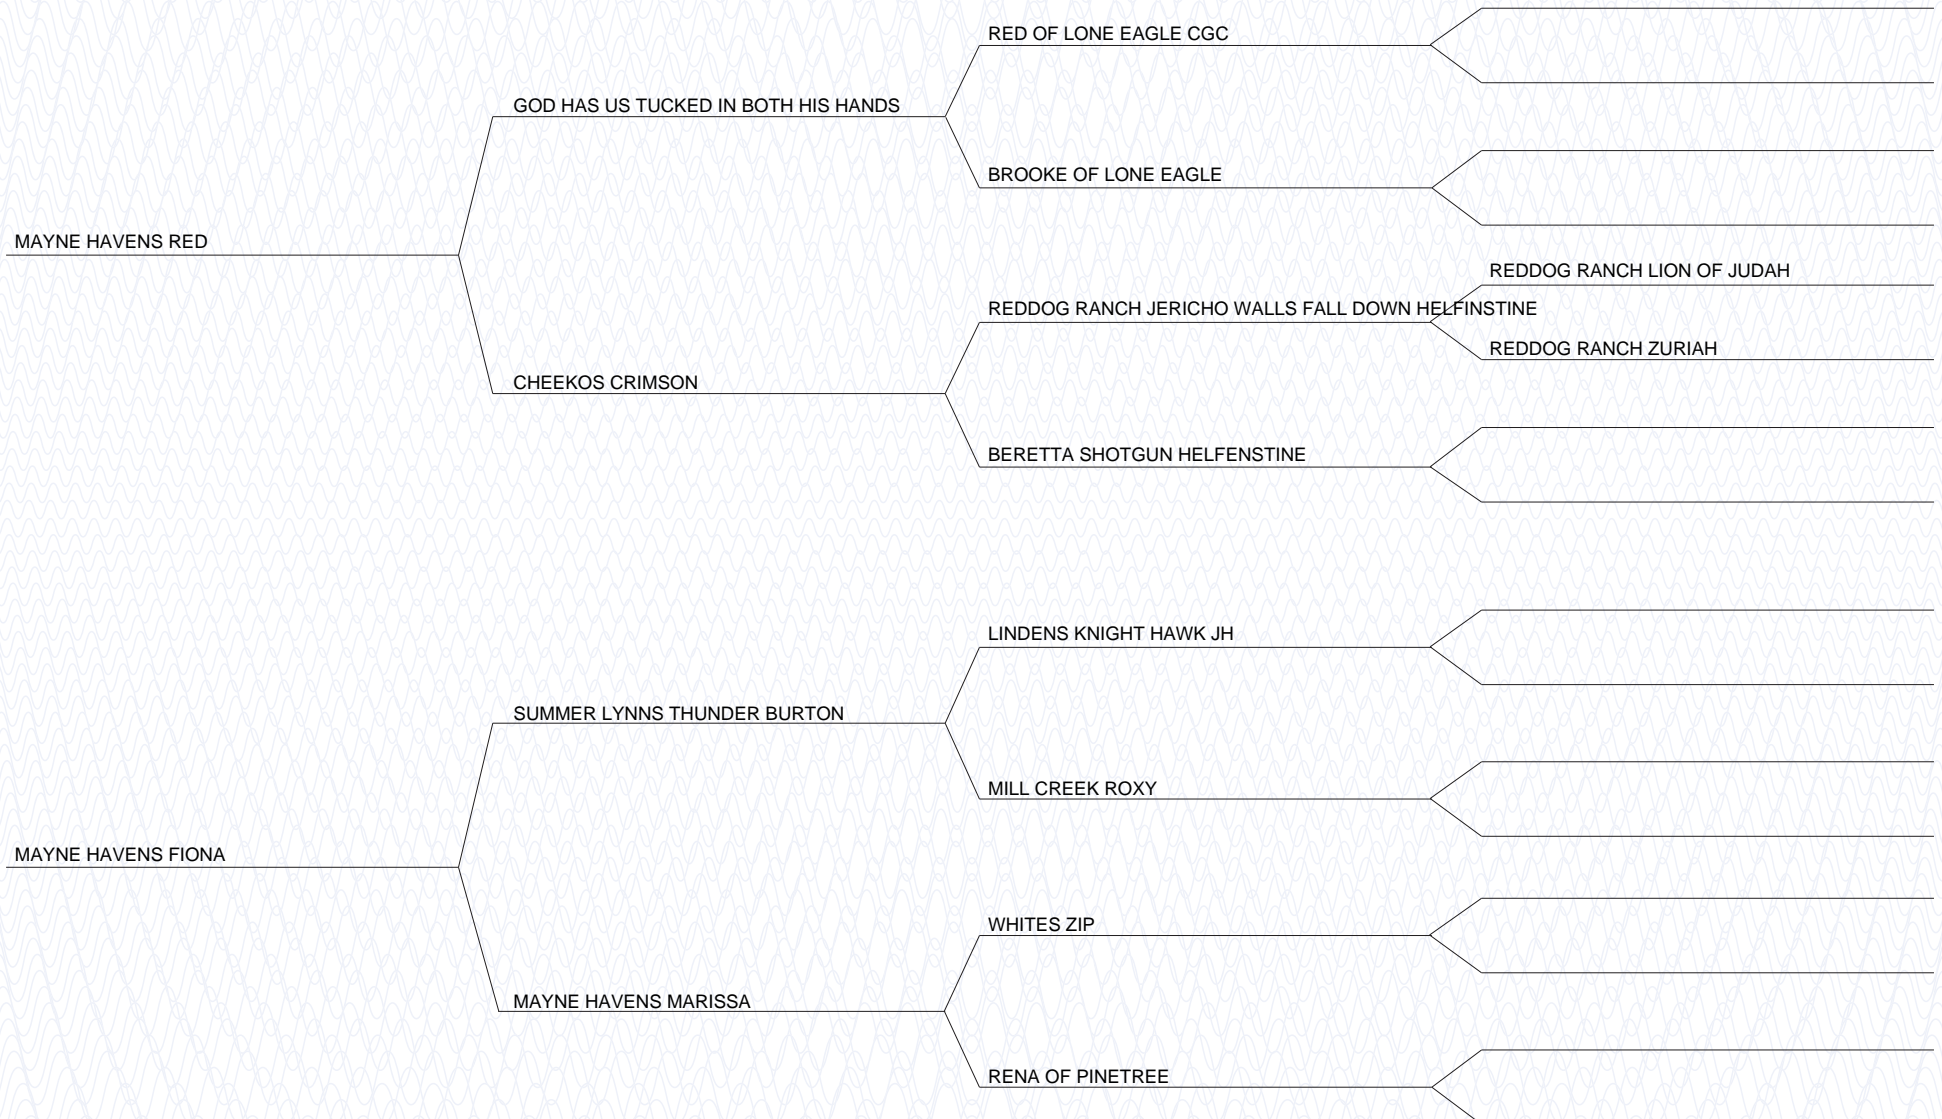 RED OF LONE EAGLE CGC
GOD HAS US TUCKED IN BOTH HIS HANDS
BROOKE OF LONE EAGLE
MAYNE HAVENS RED
REDDOG RANCH LION OF JUDAH
REDDOG RANCH JERICHO WALLS FALL DOWN HELFINSTINE
REDDOG RANCH ZURIAH
CHEEKOS CRIMSON
BERETTA SHOTGUN HELFENSTINE
LINDENS KNIGHT HAWK JH
SUMMER LYNNS THUNDER BURTON
MILL CREEK ROXY
MAYNE HAVENS FIONA
WHITES ZIP
MAYNE HAVENS MARISSA
RENA OF PINETREE